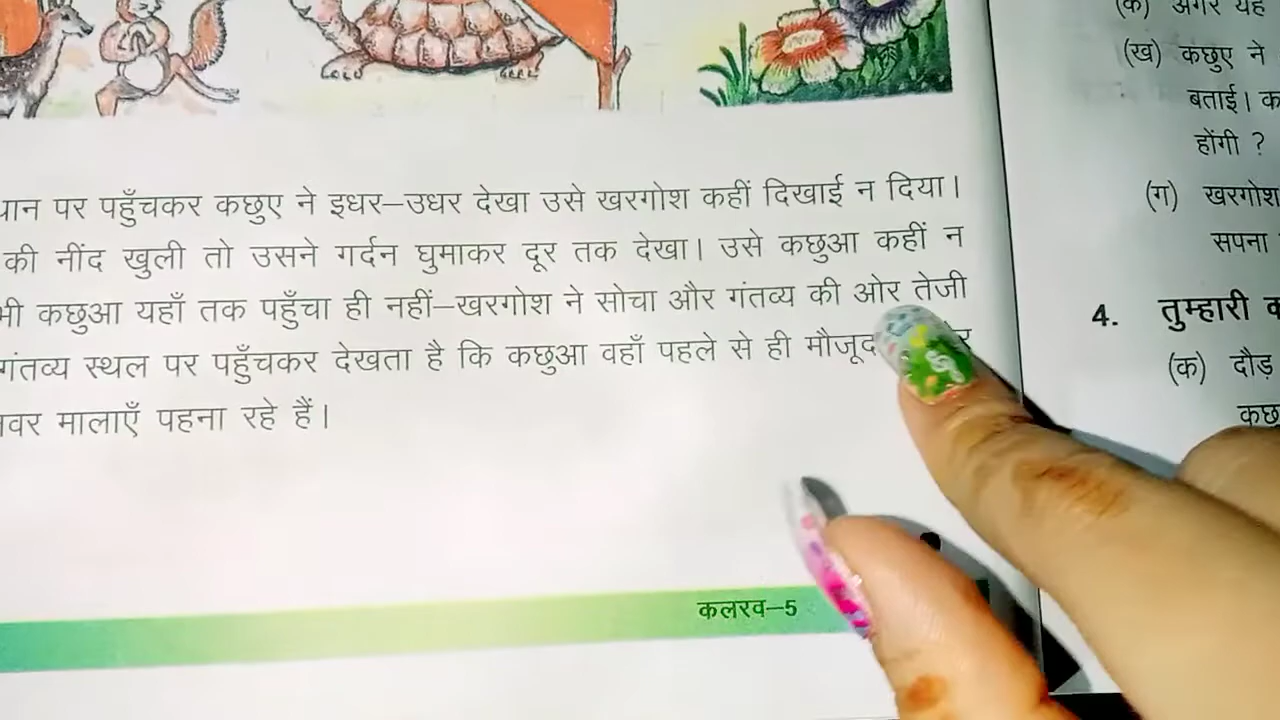 पर पहुँचकर कछुए ने इधर–उधर देखा उसे खरगोश कहीं दिखाई न दिया।
की नींद खुली तो उसने गर्दन घुमाकर दूर तक देखा। उसे कछुआ कहीं न
कछुआ यहाँ तक पहुँचा ही नहीं–खरगोश ने सोचा और गंतव्य की ओर तेजी
गंतव्य स्थल पर पहुँचकर देखता है कि कछुआ वहाँ पहले से ही मौजूद
मालाएँ पहना रहे हैं।
कलरव–5
(क) अगर यह
(ख) कछुए ने
बताई।
होंगी ?
(ग) खरगोश
सपना
4. तुम्हारी
(क) दौड़